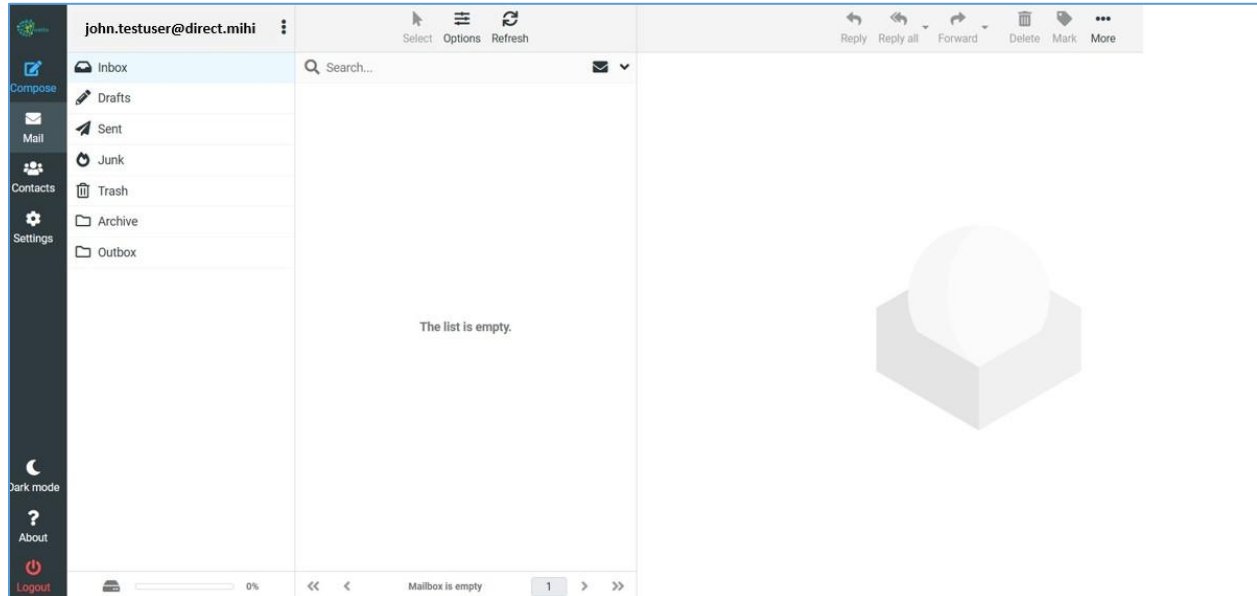 john.testuser@direct.mihi
Select Options Refresh
Reply Reply all Forward Delete Mark More
Compose
Mail
Contacts
Settings
Dark mode
About
Logout
Inbox
Drafts
Sent
Junk
Trash
Archive
Outbox
0%
Search...
The list is empty.
Mailbox is empty 1